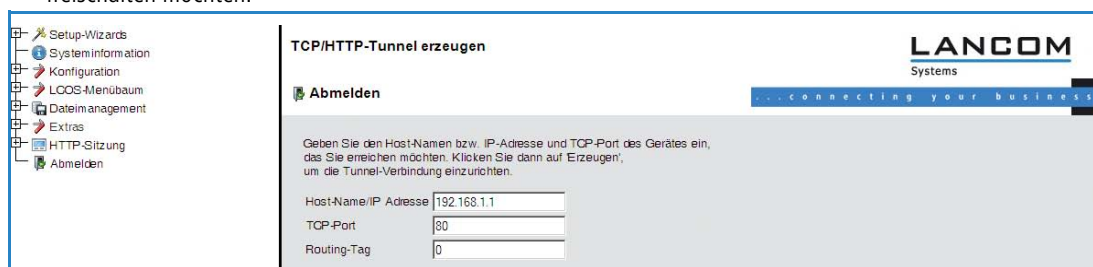 freischalten möchten.
Setup-Wizards
Systeminformation
Konfiguration
LCOS-Menübaum
Dateimanagement
Extras
HTTP-Sitzung
Abmelden
TCP/HTTP-Tunnel erzeugen
LANCOM
Systems
Abmelden
...connecting your business
Geben Sie den Host-Namen bzw. IP-Adresse und TCP-Port des Gerätes ein,
das Sie erreichen möchten. Klicken Sie dann auf 'Erzeugen',
um die Tunnel-Verbindung einzurichten.
Host-Name/IP Adresse 192.168.1.1
TCP-Port 80
Routing-Tag 0